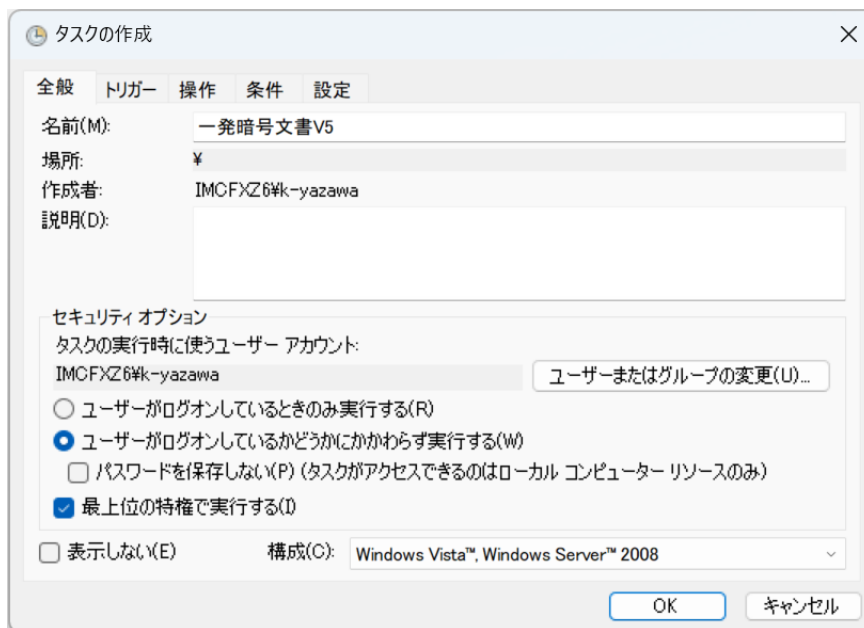 タスクの作成
全般 トリガー 操作 条件 設定
名前(M): 一発暗号文書V5
場所: ¥
作成者: IMCFXZ6¥k-yazawa
説明(D):
セキュリティ オプション
タスクの実行時に使うユーザー アカウント:
IMCFXZ6¥k-yazawa ユーザーまたはグループの変更(U)...
ユーザーがログオンしているときのみ実行する(R)
ユーザーがログオンしているかどうかにかかわらず実行する(W)
パスワードを保存しない(P) (タスクがアクセスできるのはローカル コンピューター リソースのみ)
最上位の特権で実行する(I)
表示しない(E) 構成(C): Windows Vista™, Windows Server™ 2008
OK キャンセル